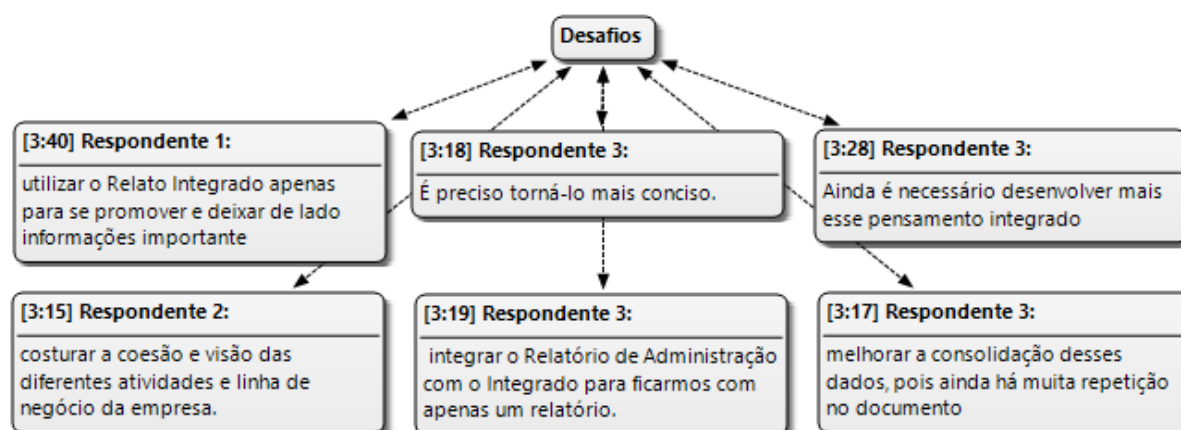 Desafios
[3:40] Respondente 1:
utilizar o Relato Integrado apenas
para se promover e deixar de lado
informações importante
[3:18] Respondente 3:
É preciso torná-lo mais conciso.
[3:28] Respondente 3:
Ainda é necessário desenvolver mais
esse pensamento integrado
[3:15] Respondente 2:
costurar a coesão e visão das
diferentes atividades e linha de
negócio da empresa.
[3:19] Respondente 3:
integrar o Relatório de Administração
com o Integrado para ficarmos com
apenas um relatório.
[3:17] Respondente 3:
melhorar a consolidação desses
dados, pois ainda há muita repetição
no documento